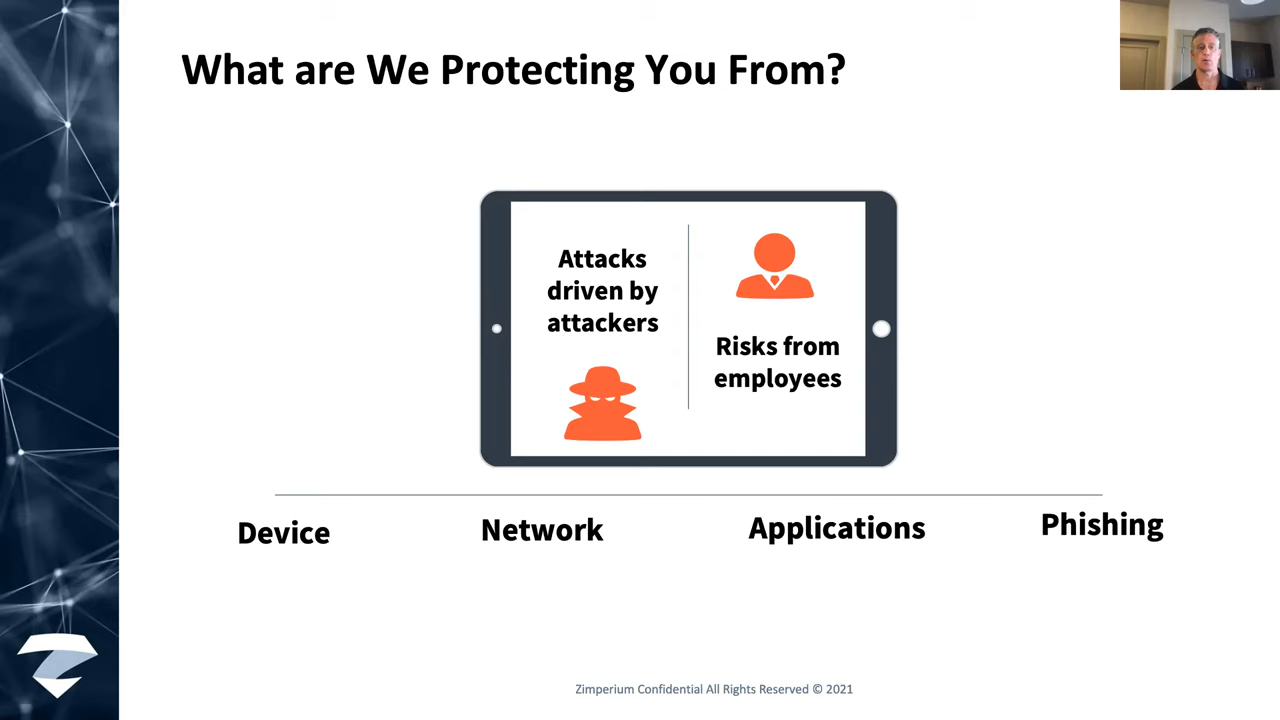 What are We Protecting You From?
Attacks
driven by
attackers
Risks from
employees
Device
Network
Applications
Phishing
Zimperium Confidential All Rights Reserved © 2021